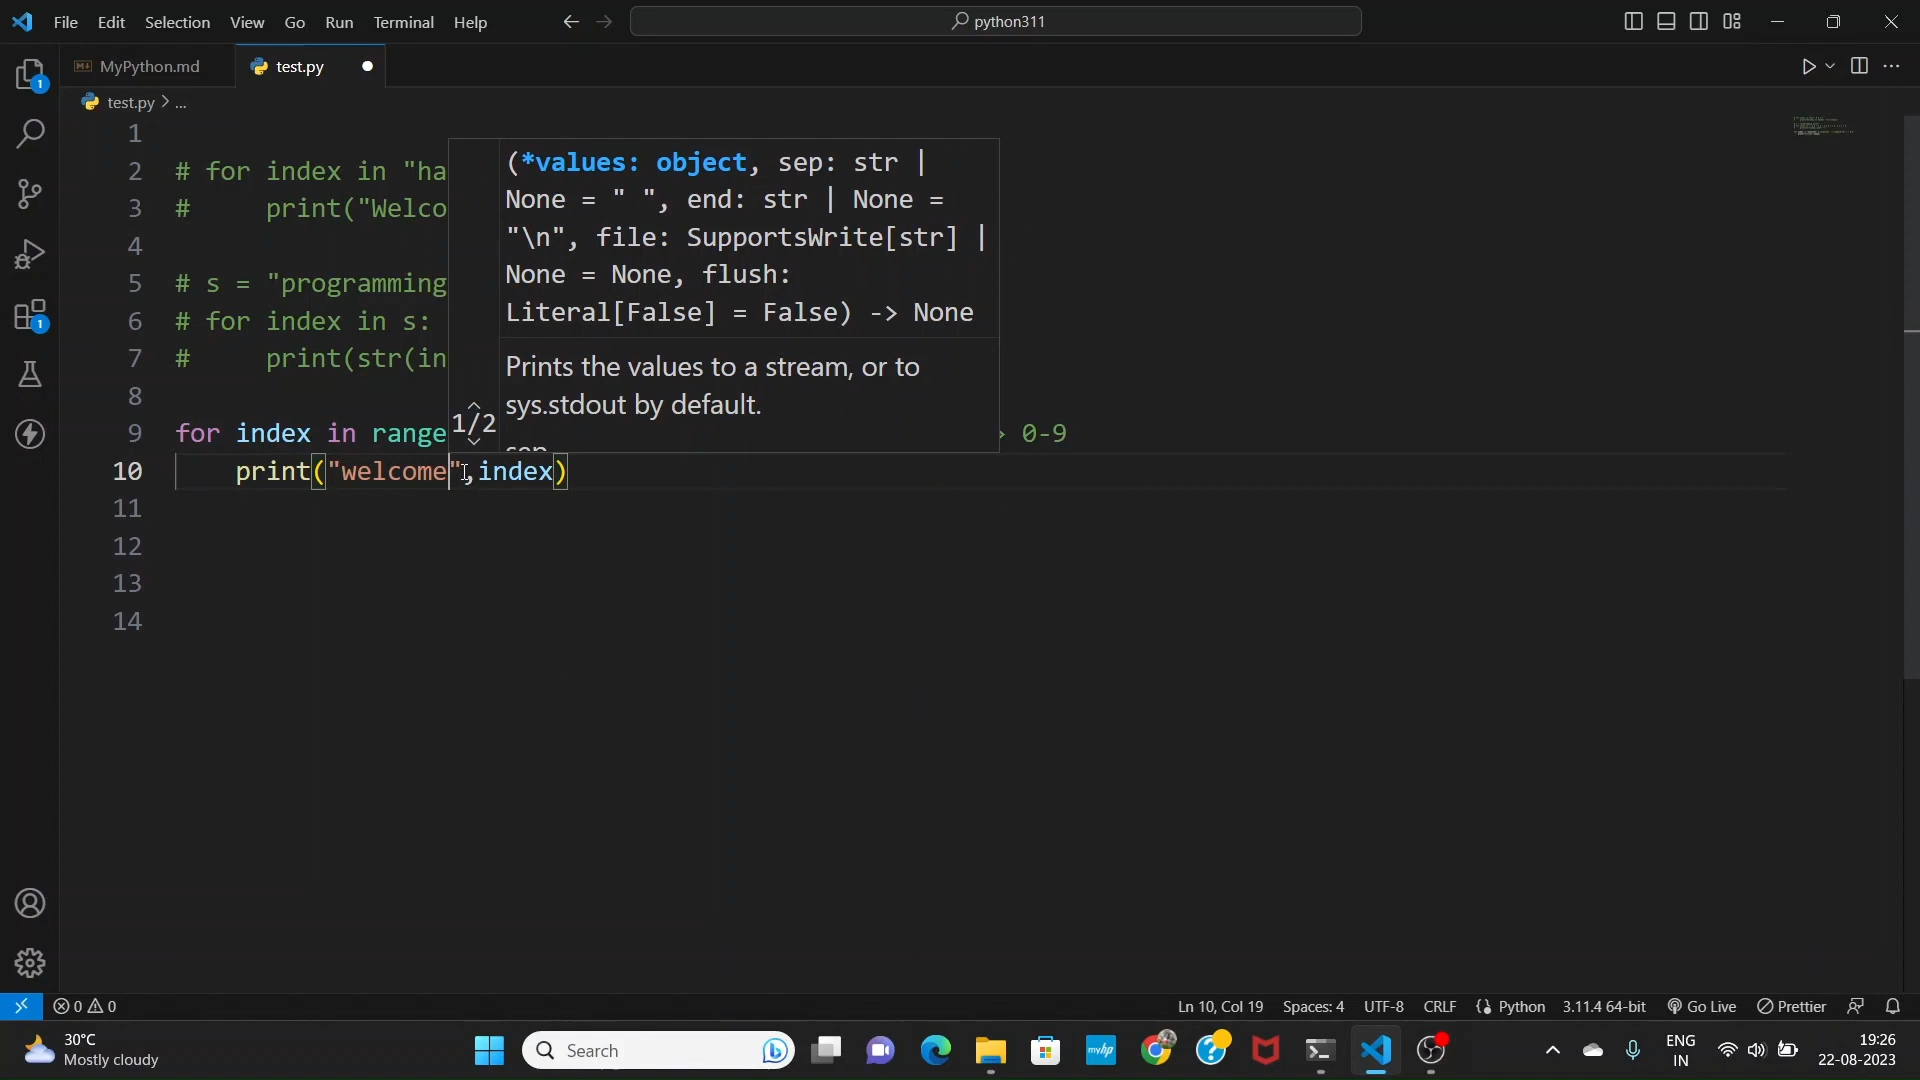 File Edit Selection View Go Run Terminal Help python311
MyPython.md test.py
test.py > ...
1
2 # for index in "ha
3 # print("Welco
4
5 # s = "programming
6 # for index in s:
7 # print(str(in
8
9 for index in range 0-9
10 print("welcome",index)
11
12
13
14
(*values: object, sep: str |
None = " ", end: str | None =
"\n", file: SupportsWrite[str] |
None = None, flush:
Literal[False] = False) -> None
Prints the values to a stream, or to
sys.stdout by default.
1/2
1
1
0 0 Ln 10, Col 19 Spaces: 4 UTF-8 CRLF Python 3.11.4 64-bit Go Live Prettier
30°C
Mostly cloudy
Search
myhp
ENG
IN
19:26
22-08-2023